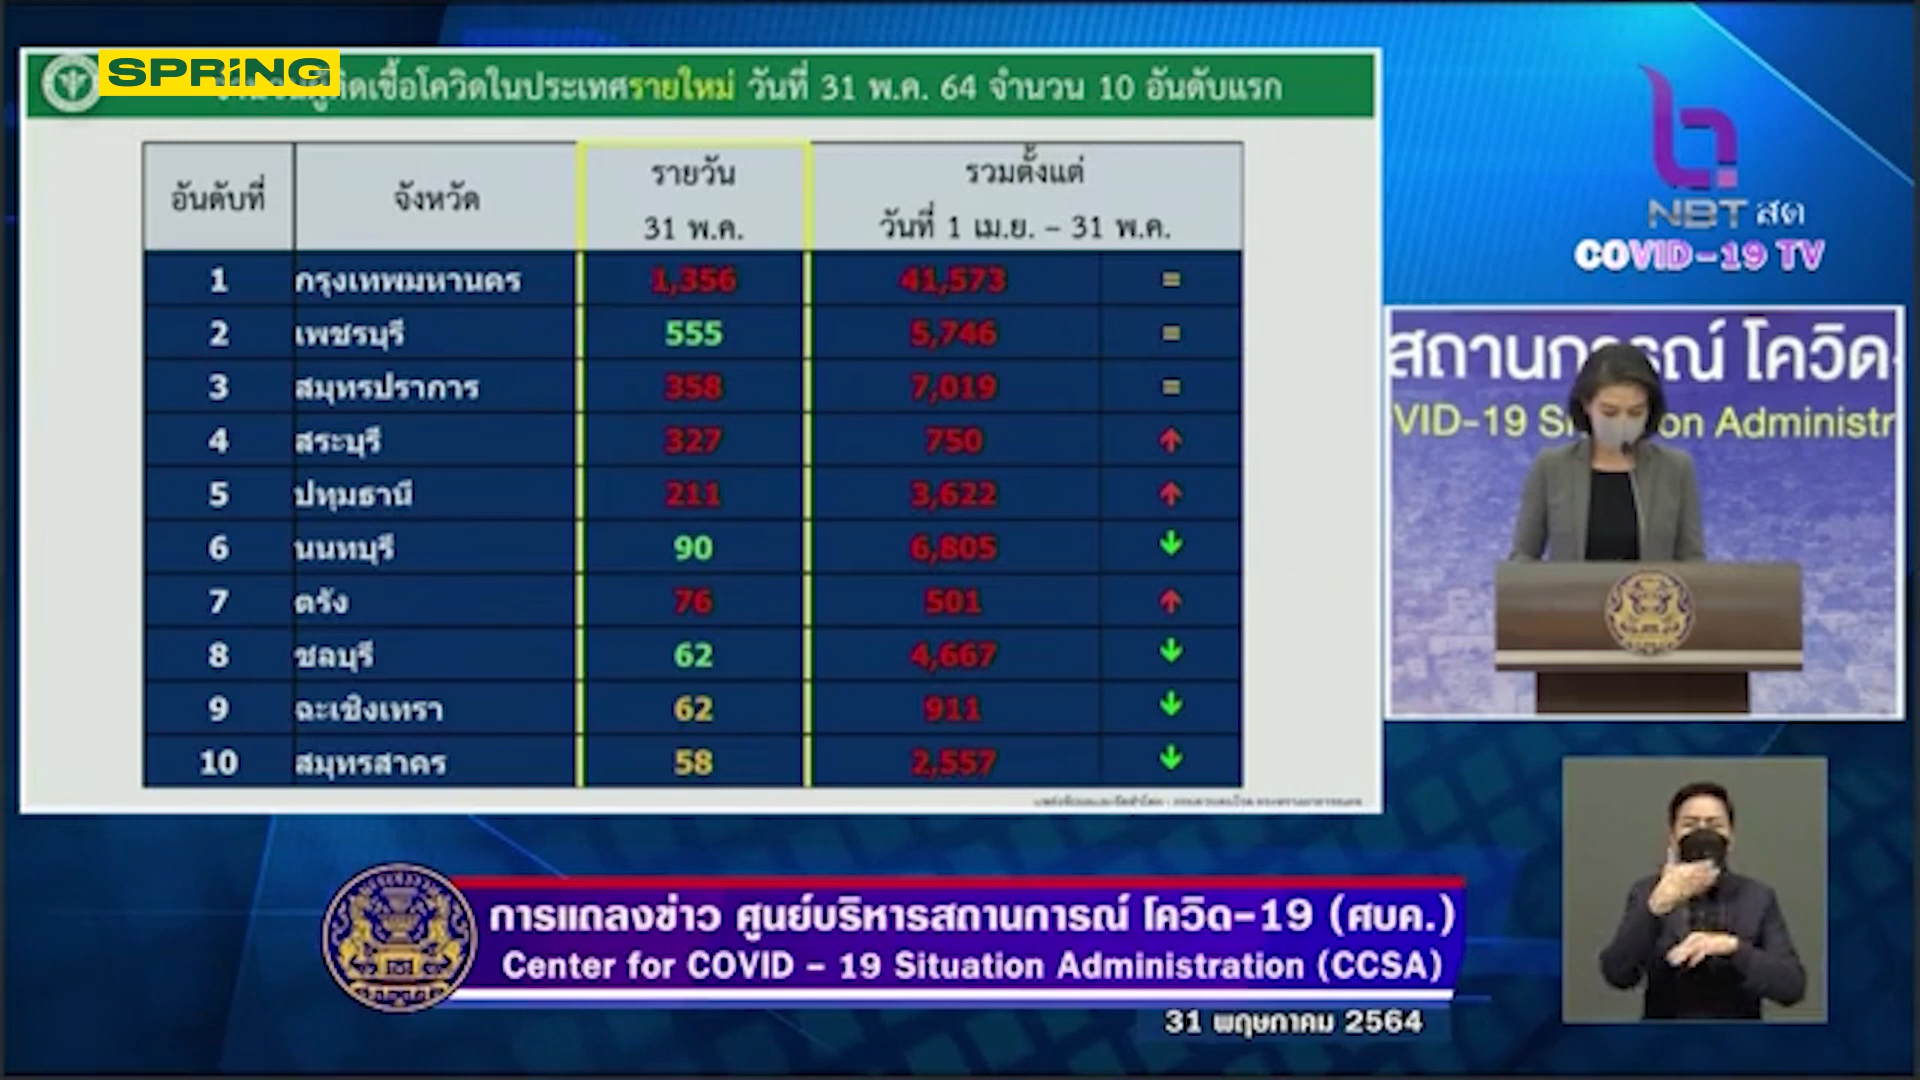 SPRiNG
ติดเชื้อโควิดในประเทศรายใหม่ วันที่ 31 พ.ค. 64 จำนวน 10 อันดับแรก
อันดับที่ จังหวัด รายวัน 31 พ.ค. รวมตั้งแต่ วันที่ 1 เม.ย. – 31 พ.ค.
1 กรุงเทพมหานคร 1,356 41,573 =
2 เพชรบุรี 555 5,746 =
3 สมุทรปราการ 358 7,019 =
4 สระบุรี 327 750 ↑
5 ปทุมธานี 211 3,622 ↑
6 นนทบุรี 90 6,805 ↓
7 ตรัง 76 501 ↑
8 ชลบุรี 62 4,667 ↓
9 ฉะเชิงเทรา 62 911 ↓
10 สมุทรสาคร 58 2,557 ↓
NBT สด
COVID-19 TV
สถานการณ์ โควิด-
VID-19 Si on Administr
การแถลงข่าว ศูนย์บริหารสถานการณ์ โควิด-19 (ศบค.)
Center for COVID – 19 Situation Administration (CCSA)
31 พฤษภาคม 2564